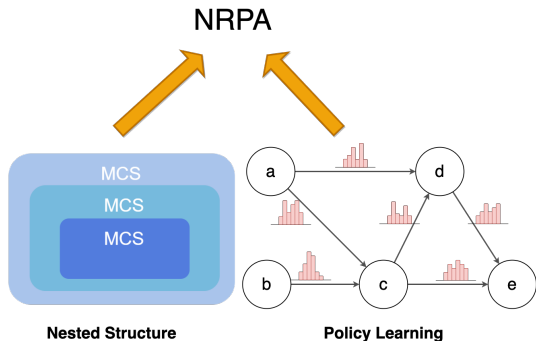 NRPA
MCS
MCS
MCS
a
d
b
c
e
Nested Structure
Policy Learning